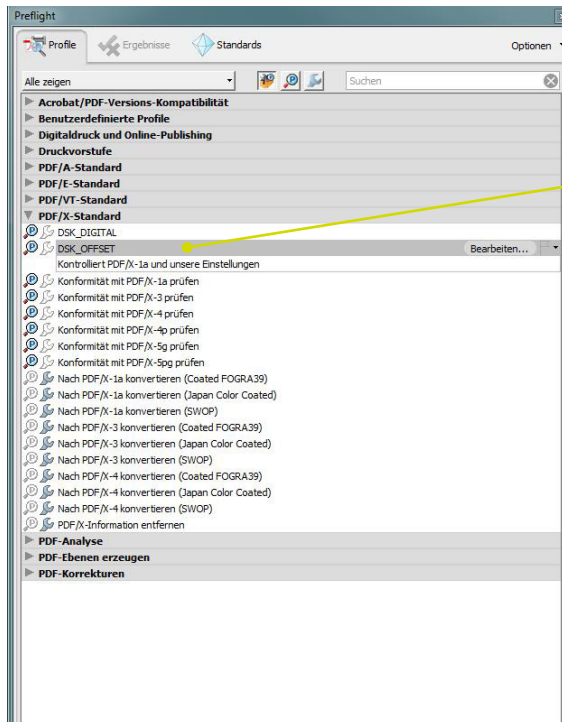 Preflight
Profile Ergebnisse Standards Optionen
Alle zeigen Suchen
Acrobat/PDF-Versions-Kompatibilität
Benutzerdefinierte Profile
Digitaldruck und Online-Publishing
Druckvorstufe
PDF/A-Standard
PDF/E-Standard
PDF/VT-Standard
PDF/X-Standard
DSK_DIGITAL
DSK_OFFSET Bearbeiten...
Kontrolliert PDF/X-1a und unsere Einstellungen
Konformität mit PDF/X-1a prüfen
Konformität mit PDF/X-3 prüfen
Konformität mit PDF/X-4 prüfen
Konformität mit PDF/X-4p prüfen
Konformität mit PDF/X-5g prüfen
Konformität mit PDF/X-5pg prüfen
Nach PDF/X-1a konvertieren (Coated FOGRA39)
Nach PDF/X-1a konvertieren (Japan Color Coated)
Nach PDF/X-1a konvertieren (SWOP)
Nach PDF/X-3 konvertieren (Coated FOGRA39)
Nach PDF/X-3 konvertieren (Japan Color Coated)
Nach PDF/X-3 konvertieren (SWOP)
Nach PDF/X-4 konvertieren (Coated FOGRA39)
Nach PDF/X-4 konvertieren (Japan Color Coated)
Nach PDF/X-4 konvertieren (SWOP)
PDF/X-Information entfernen
PDF-Analyse
PDF-Ebenen erzeugen
PDF-Korrekturen